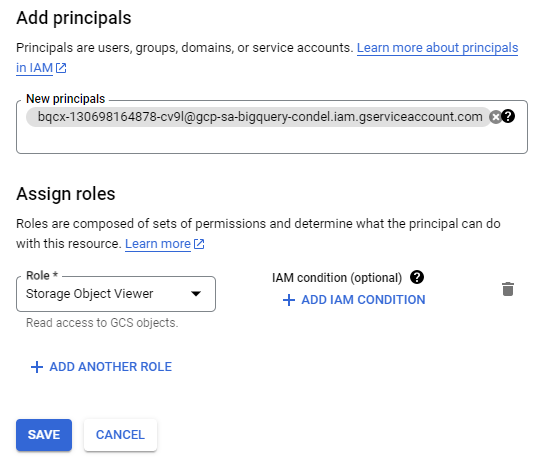 Add principals
Principals are users, groups, domains, or service accounts. Learn more about principals
in IAM
New principals
bqcx-130698164878-cv9l@gcp-sa-bigquery-condel.iam.gserviceaccount.com
Assign roles
Roles are composed of sets of permissions and determine what the principal can do
with this resource. Learn more
Role *
Storage Object Viewer
Read access to GCS objects.
IAM condition (optional)
ADD IAM CONDITION
ADD ANOTHER ROLE
SAVE
CANCEL